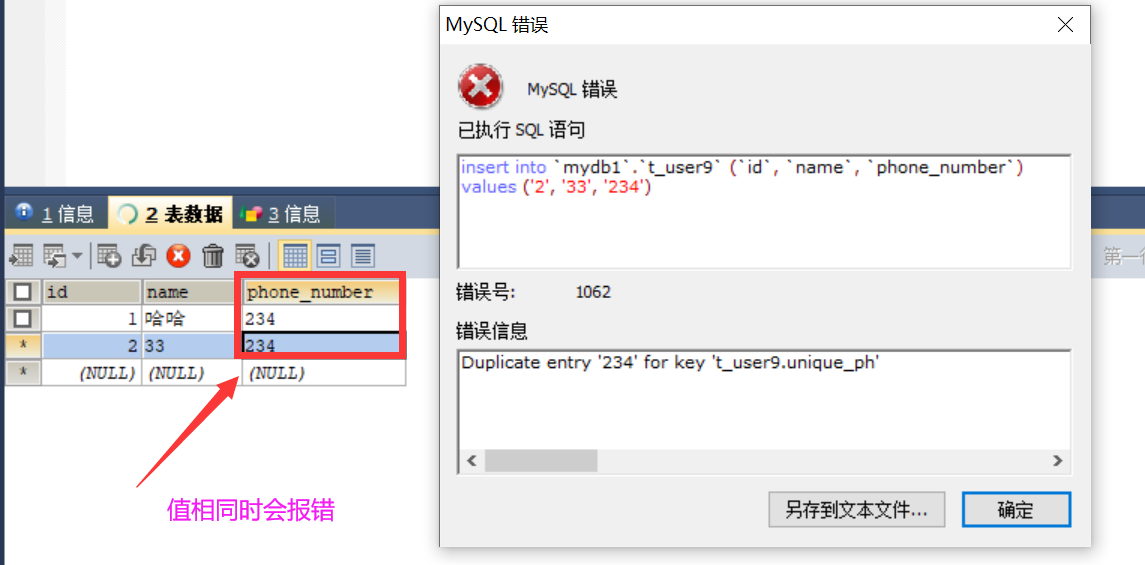 MySQL 错误
MySQL 错误
已执行 SQL 语句
insert into `mydb1`.`t_user9` (`id`, `name`, `phone_number`)
values ('2', '33', '234')
错误号: 1062
错误信息
Duplicate entry '234' for key 't_user9.unique_ph'
另存到文本文件... 确定
1 信息 2 表数据 3 信息
第一行
id name phone_number
1 哈哈 234
* 2 33 234
* (NULL) (NULL) (NULL)
值相同时会报错